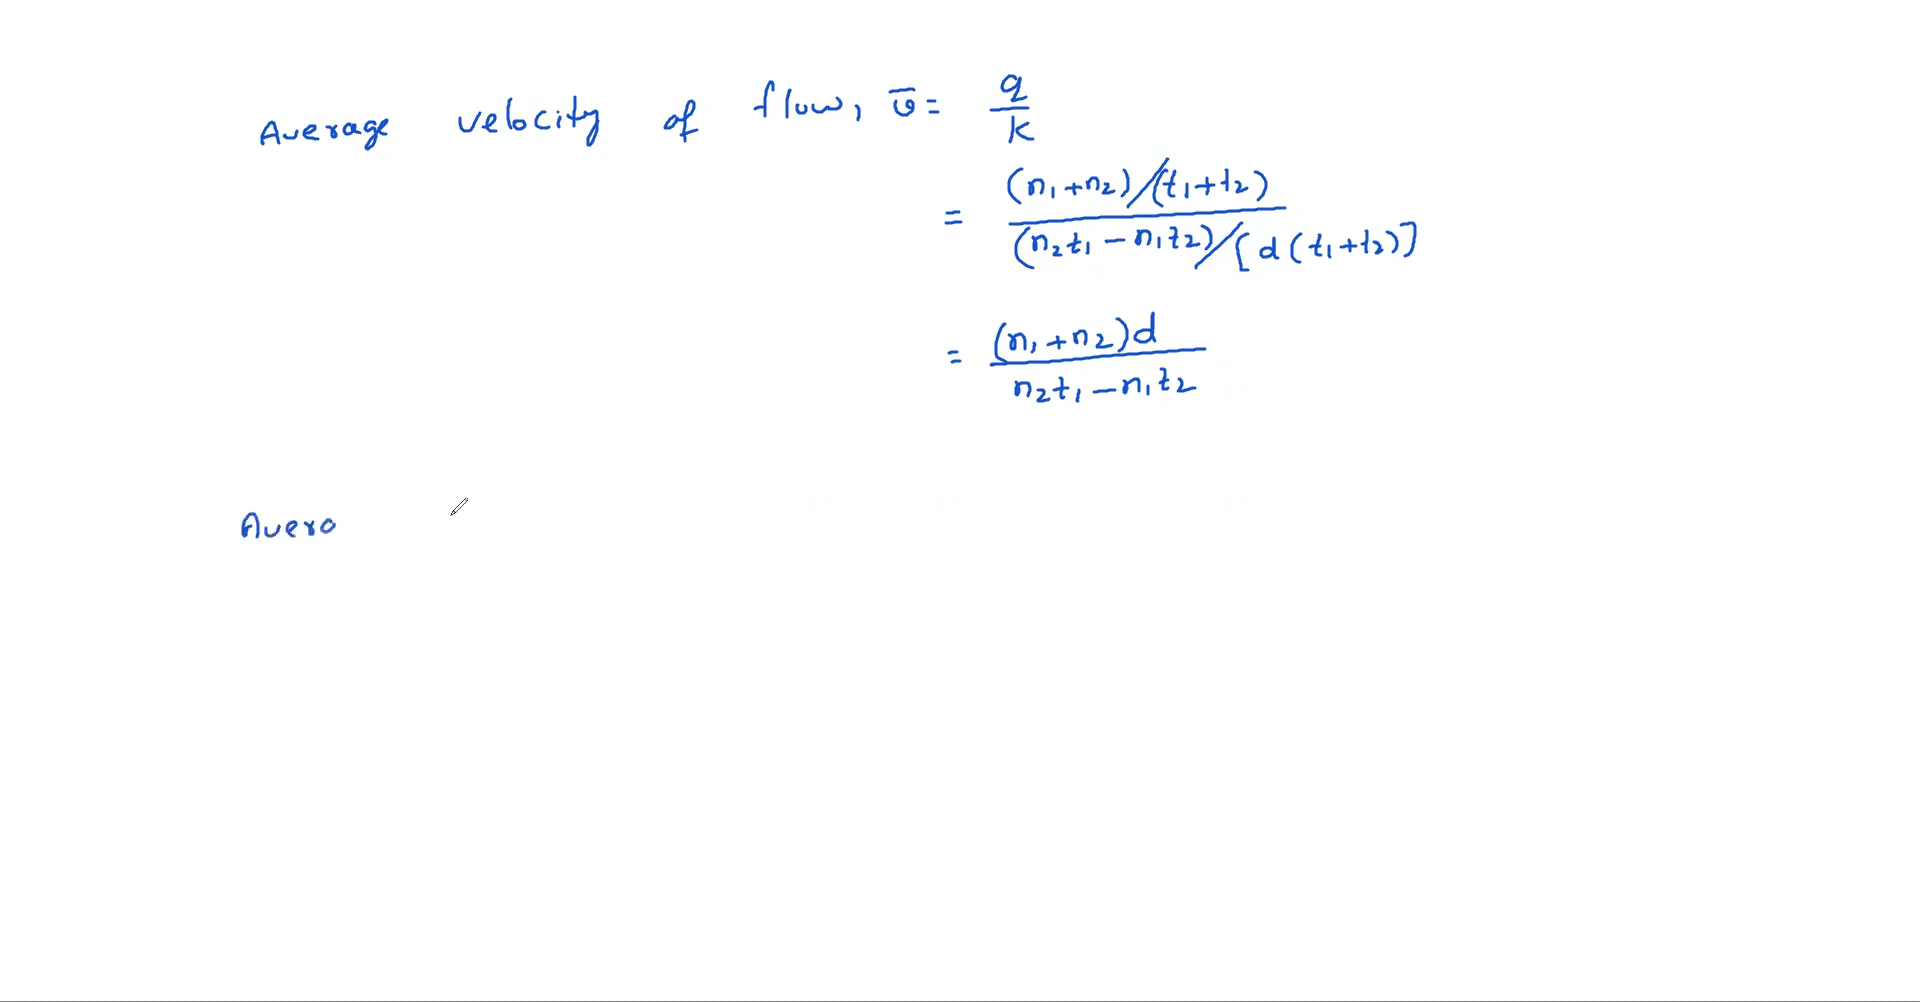 Average velocity of flow, v̄ = q/k
= (n₁+n₂)/(t₁+t₂) / (n₂t₁ − n₁t₂)/[d(t₁+t₂)]
= (n₁+n₂)d / n₂t₁ − n₁t₂
Avera